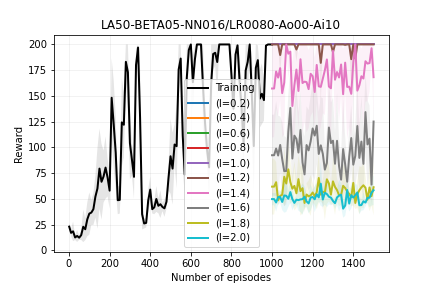 LA50-BETA05-NN016/LR0080-Ao00-Ai10
200
175
150
125
100
75
50
25
0
Reward
Training
(l=0.2)
(l=0.4)
(l=0.6)
(l=0.8)
(l=1.0)
(l=1.2)
(l=1.4)
(l=1.6)
(l=1.8)
(l=2.0)
0 200 400 600 800 1000 1200 1400
Number of episodes